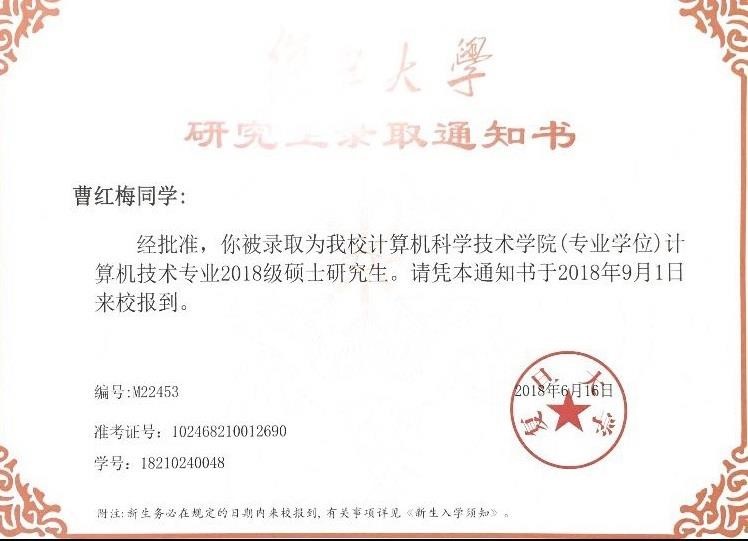 復旦大學
研究生录取通知书
曹红梅同学:
经批准，你被录取为我校计算机科学技术学院(专业学位)计
算机技术专业2018级硕士研究生。请凭本通知书于2018年9月1日
来校报到。
编号:M22453
2018年6月16日
复旦大学
准考证号: 102468210012690
学号: 18210240048
附注:新生务必在规定的日期内来校报到,有关事项详见《新生入学须知》。